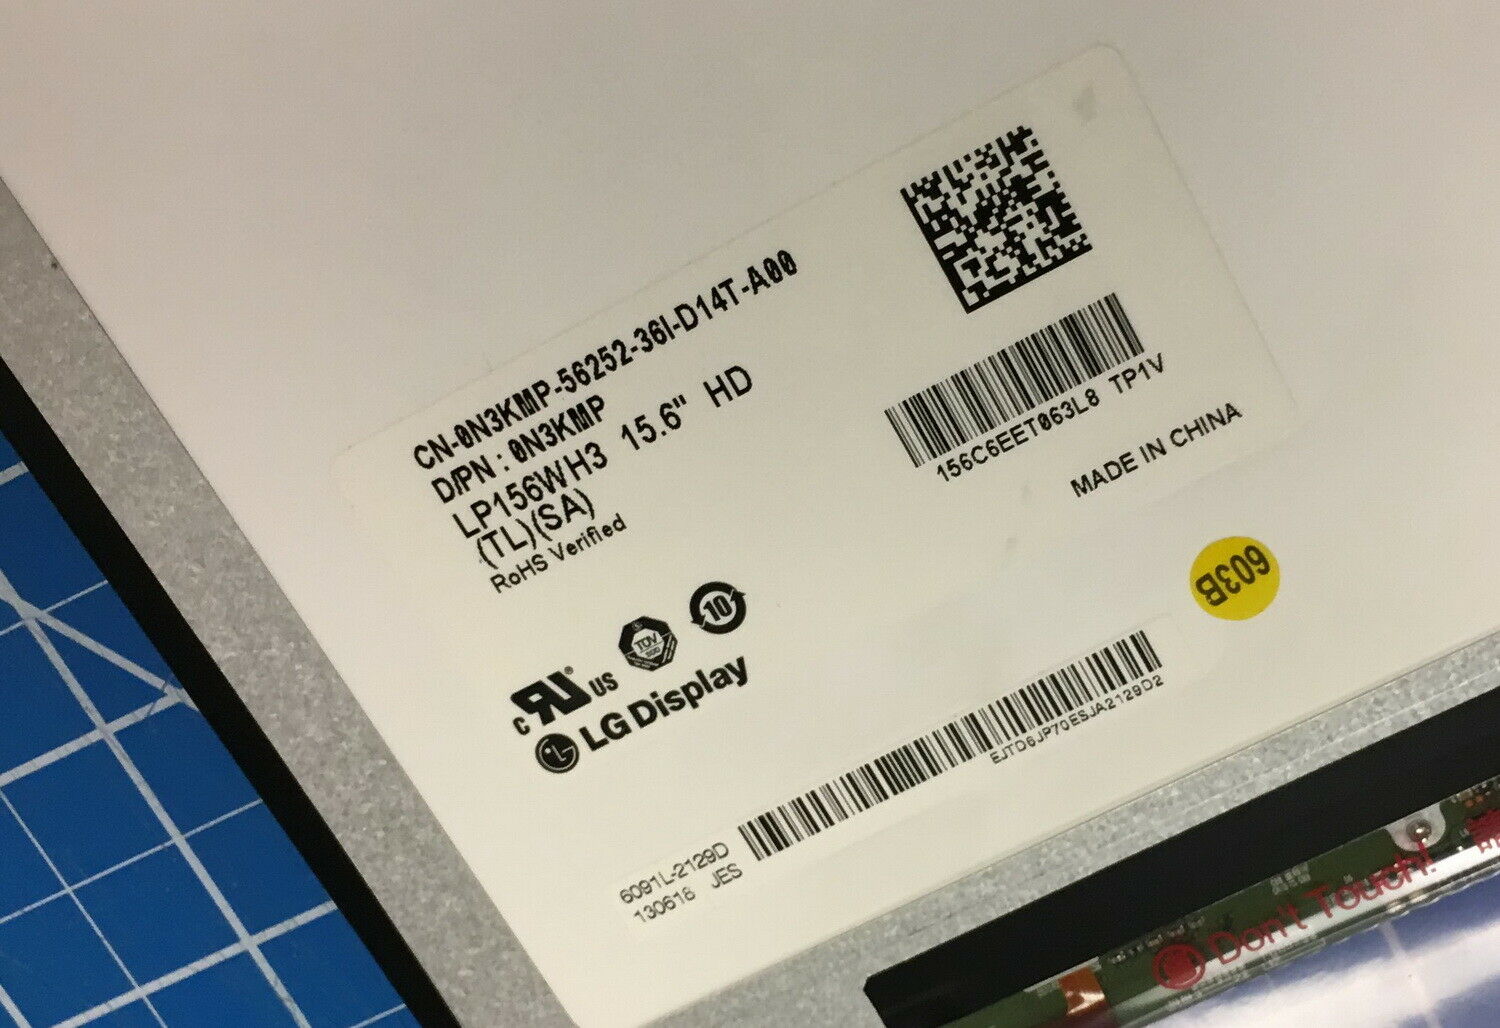 CN-0N3KMP-56252-36I-D14T-A00
D/PN : 0N3KMP
LP156WH3 15.6" HD
(TL)(SA)
RoHS Verified
156C6EET063L8 TP1V
MADE IN CHINA
603B
10
TÜV
c RU ® US
LG Display
EJTD6JP70ESJA2129D2
6091L-2129D
130618 JES
Don't Touch!